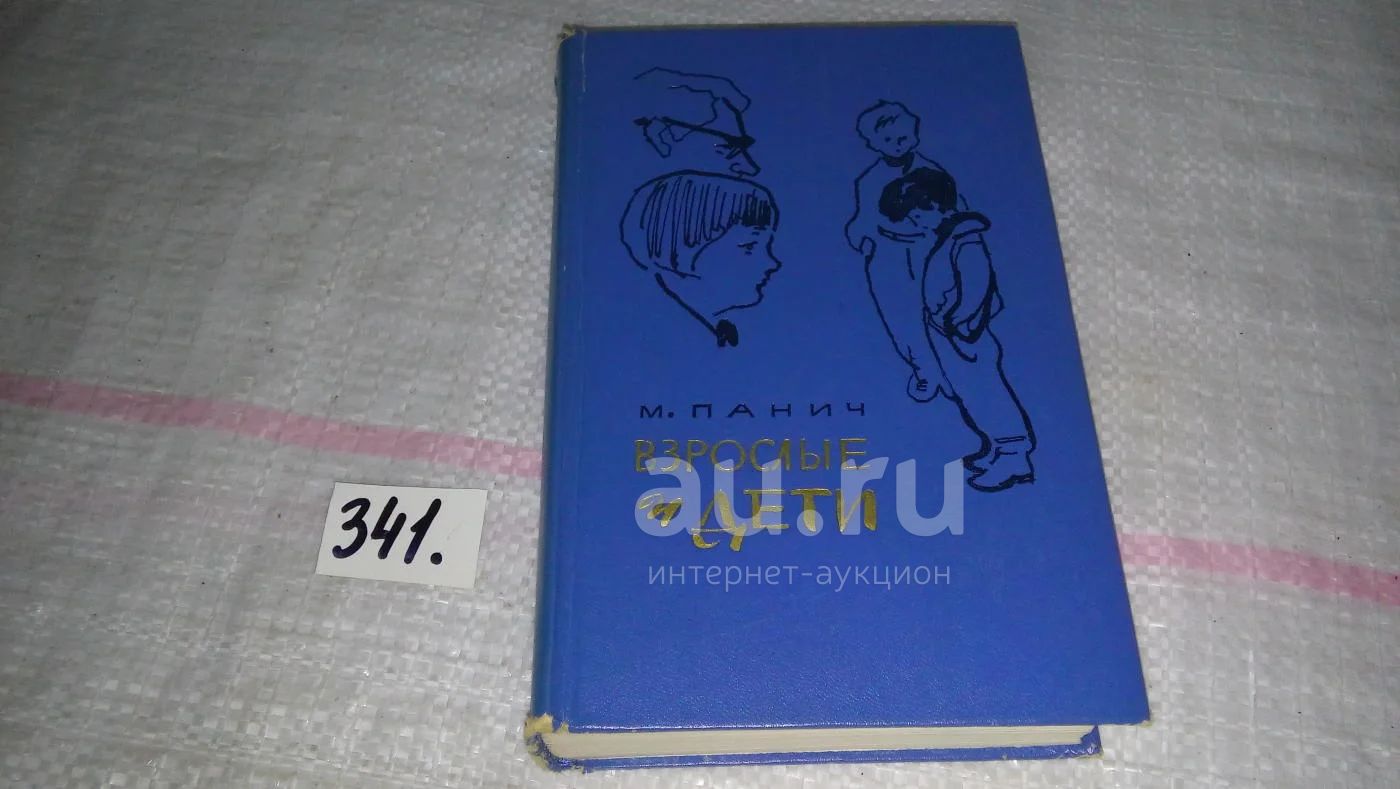 М. ПАНИЧ
ВЗРОСЛЫЕ
И ДЕТИ
au.ru
интернет-аукцион
341.